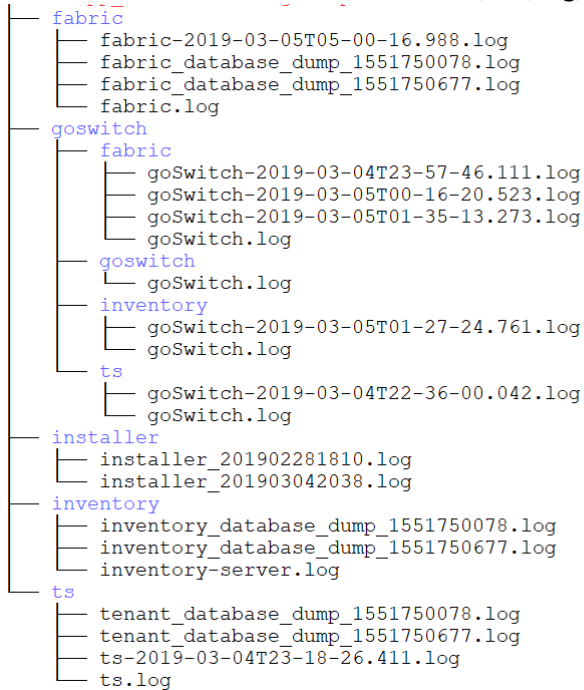 fabric
fabric-2019-03-05T05-00-16.988.log
fabric_database_dump_1551750078.log
fabric_database_dump_1551750677.log
fabric.log
goswitch
fabric
goSwitch-2019-03-04T23-57-46.111.log
goSwitch-2019-03-05T00-16-20.523.log
goSwitch-2019-03-05T01-35-13.273.log
goSwitch.log
goswitch
goSwitch.log
inventory
goSwitch-2019-03-05T01-27-24.761.log
goSwitch.log
ts
goSwitch-2019-03-04T22-36-00.042.log
goSwitch.log
installer
installer_201902281810.log
installer_201903042038.log
inventory
inventory_database_dump_1551750078.log
inventory_database_dump_1551750677.log
inventory-server.log
ts
tenant_database_dump_1551750078.log
tenant_database_dump_1551750677.log
ts-2019-03-04T23-18-26.411.log
ts.log